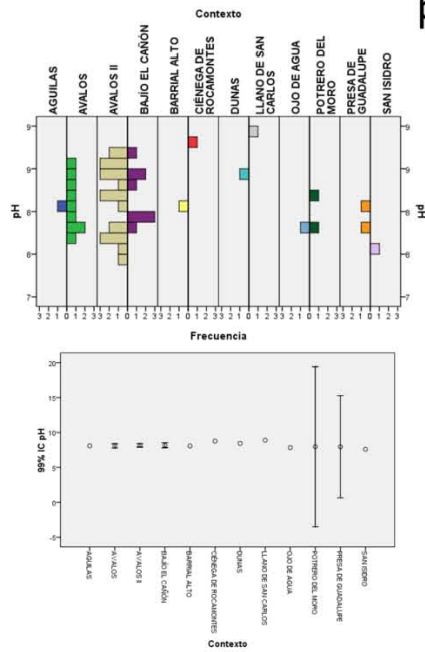 p
Contexto
AGUILAS
AVALOS
AVALOS II
BAJÍO EL CAÑÓN
BARRIAL ALTO
CIÉNEGA DE
ROCAMONTES
DUNAS
LLANO DE SAN
CARLOS
OJO DE AGUA
POTRERO DEL
MORO
PRESA DE
GUADALUPE
SAN ISIDRO
9
9
8
8
7
pH
9
9
8
8
7
pH
3 2 1 0 1 2 3 2 1 0 1 2 3 2 1 0 1 2 3 2 1 0 1 2 3 2 1 0 1 2 3 2 1 0 1 2 3
Frecuencia
99% IC pH
20
15
10
5
0
-5
AGUILAS
AVALOS
AVALOS II
BAJÍO EL CAÑÓN
BARRIAL ALTO
CIÉNEGA DE ROCAMONTES
DUNAS
LLANO DE SAN CARLOS
OJO DE AGUA
POTRERO DEL MORO
PRESA DE GUADALUPE
SAN ISIDRO
Contexto